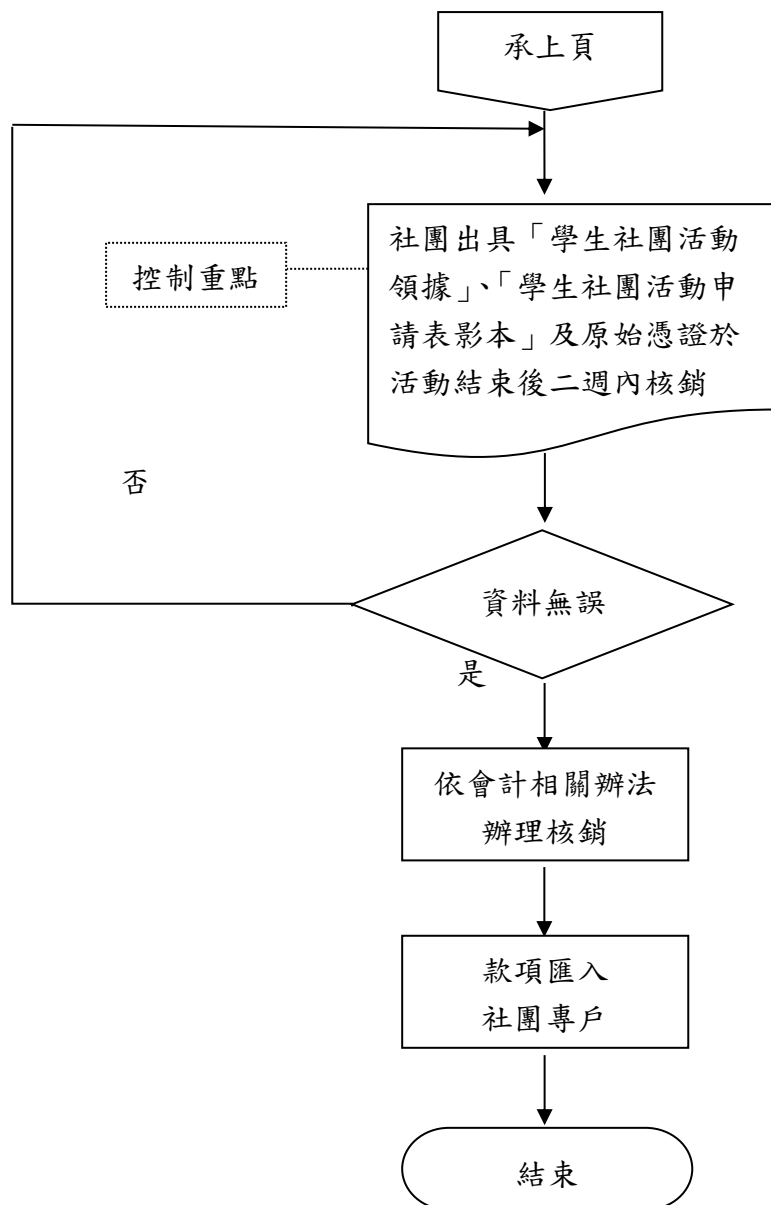 承上頁
控制重點
社團出具「學生社團活動
領據」、「學生社團活動申
請表影本」及原始憑證於
活動結束後二週內核銷
否
資料無誤
是
依會計相關辦法
辦理核銷
款項匯入
社團專戶
結束